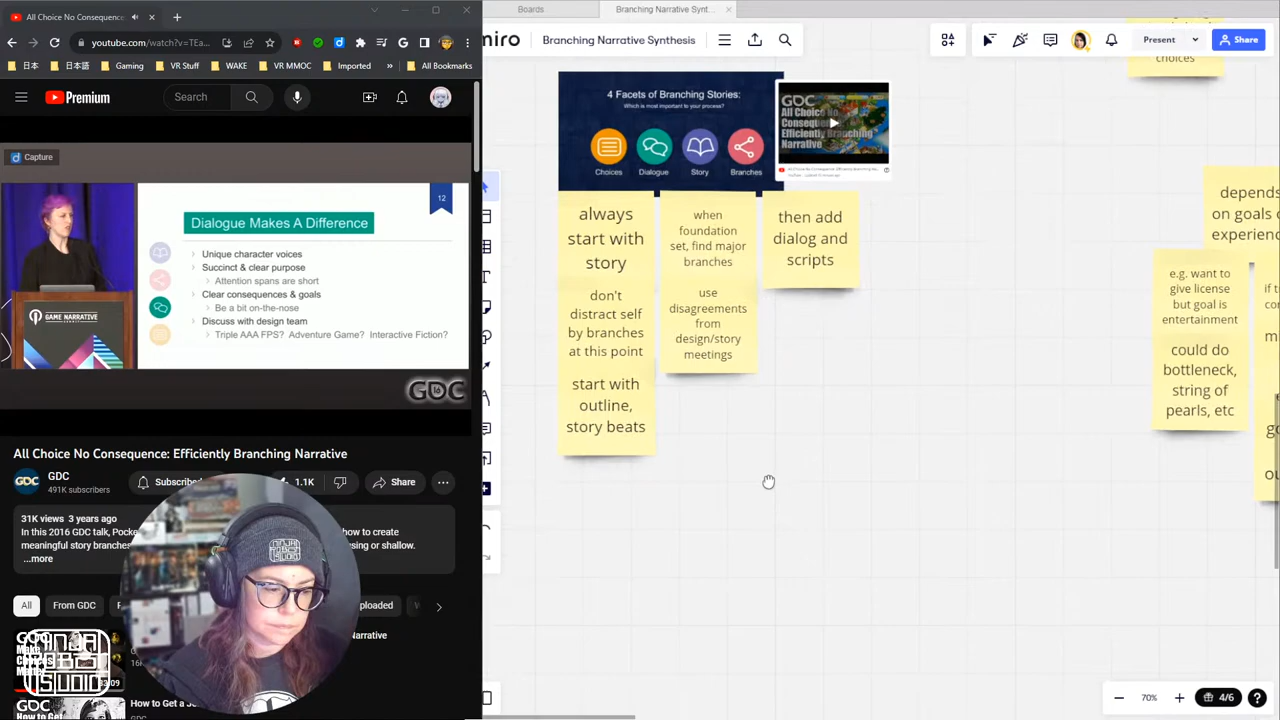 All Choice No Consequence
youtube.com/watch?v=
Gaming
VR Stuff
VR MMOC
Imported
All Bookmarks
YouTube Premium
Search
Capture
12
Dialogue Makes A Difference
Unique character voices
Succinct & clear purpose
Attention spans are short
Clear consequences & goals
Be a bit on-the-nose
Discuss with design team
Triple AAA FPS? Adventure Game? Interactive Fiction?
GAME NARRATIVE
GDC
16
All Choice No Consequence: Efficiently Branching Narrative
GDC
491K subscribers
Subscribed
1.1K
Share
31K views 3 years ago
In this 2016 GDC talk,
how to create
meaningful story branches
or shallow.
...more
All
From GDC
How to Get a
GDC
Boards
Branching Narrative Synt...
miro
Branching Narrative Synthesis
Present
Share
4 Facets of Branching Stories:
Which is most important to your process?
Choices
Dialogue
Story
Branches
GDC
All Choice No
Consequence
Efficiently Branching
Narrative
always
start with
story
don't
distract self
by branches
at this point
start with
outline,
story beats
when
foundation
set, find major
branches
use
disagreements
from
design/story
meetings
then add
dialog and
scripts
choices
depends
on goals
experienc
e.g. want to
give license
but goal is
entertainment
could do
bottleneck,
string of
pearls, etc
70%
4/6